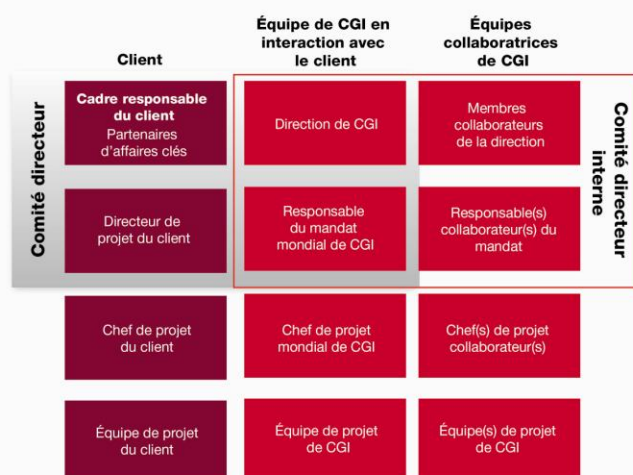 Client
Équipe de CGI en
interaction avec
le client
Équipes
collaboratrices
de CGI
Comité directeur
Cadre responsable
du client
Partenaires
d'affaires clés
Direction de CGI
Membres
collaborateurs
de la direction
Comité directeur
interne
Directeur de
projet du client
Responsable
du mandat
mondial de CGI
Responsable(s)
collaborateur(s) du
mandat
Chef de projet
du client
Chef de projet
mondial de CGI
Chef(s) de projet
collaborateur(s)
Équipe de projet
du client
Équipe de projet
de CGI
Équipe(s) de projet
de CGI